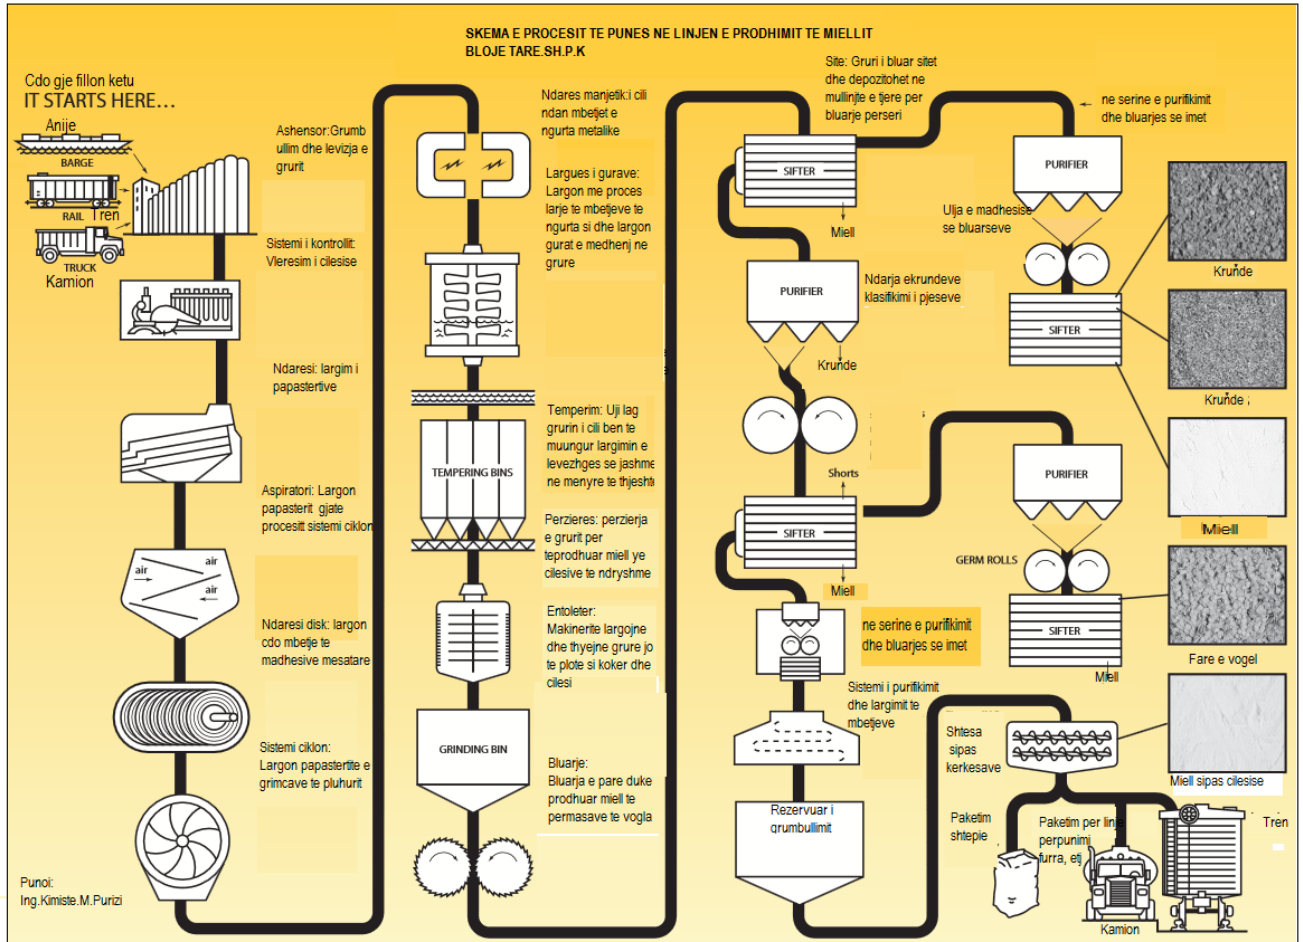 SKEMA E PROCESIT TE PUNES NE LINJEN E PRODHIMIT TE MIELLIT
BLOJE TARE.SH.P.K
Cdo gje fillon ketu
IT STARTS HERE...
Anije
BARGE
RAIL Tren
TRUCK
Kamion
Ashensor:Grumb
ullim dhe levizja e
grurit
Sistemi i kontrollit:
Vleresim i cilesise
Ndaresi: largim i
papastertive
Aspiratori: Largon
papasterit gjate
procesitt sistemi ciklon
air
air
air
Ndaresi disk: largon
cdo mbetje te
madhesive mesatare
Sistemi ciklon:
Largon papastertite e
grimcave te pluhurit
Punoi:
Ing.Kimiste.M.Purizi
Ndares manjetik:i cili
ndan mbetjet e
ngurta metalike
Largues i gurave:
Largon me proces
larje te mbetjeve te
ngurta si dhe largon
gurat e medhenj ne
grure
Temperim: Uji lag
grurin i cili ben te
muungur largimin e
levezhges se jashme
ne menyre te thjesht
TEMPERING BINS
Perzieres: perzierja
e grurit per
teprodhuar miell ye
cilesive te ndryshme
Entoleter:
Makinerite largojne
dhe thyejne grure jo
te plote si koker dhe
cilesi
GRINDING BIN
Bluarje:
Bluarja e pare duke
prodhuar miell te
permasave te vogla
Site: Gruri i bluar sitet
dhe depozitohet ne
mullinjte e tjere per
bluarje perseri
SIFTER
Miell
PURIFIER
Ndarja ekrundeve
klasifikimi i pjeseve
Krunde
Shorts
SIFTER
Miell
ne serine e purifikimit
dhe bluarjes se imet
Sistemi i purifikimit
dhe largimit te
mbetjeve
Rezervuar i
grumbullimit
ne serine e purifikimit
dhe bluarjes se imet
PURIFIER
Ulja e madhesise
se bluarseve
SIFTER
Krunde
Krunde ;
Miell
PURIFIER
GERM ROLLS
SIFTER
Miell
Fare e vogel
Shtesa
sipas
kerkesave
Miell sipas cilesise
Paketim
shtepie
Paketim per linje
perpunimi
furra, etj
Kamion
Tren